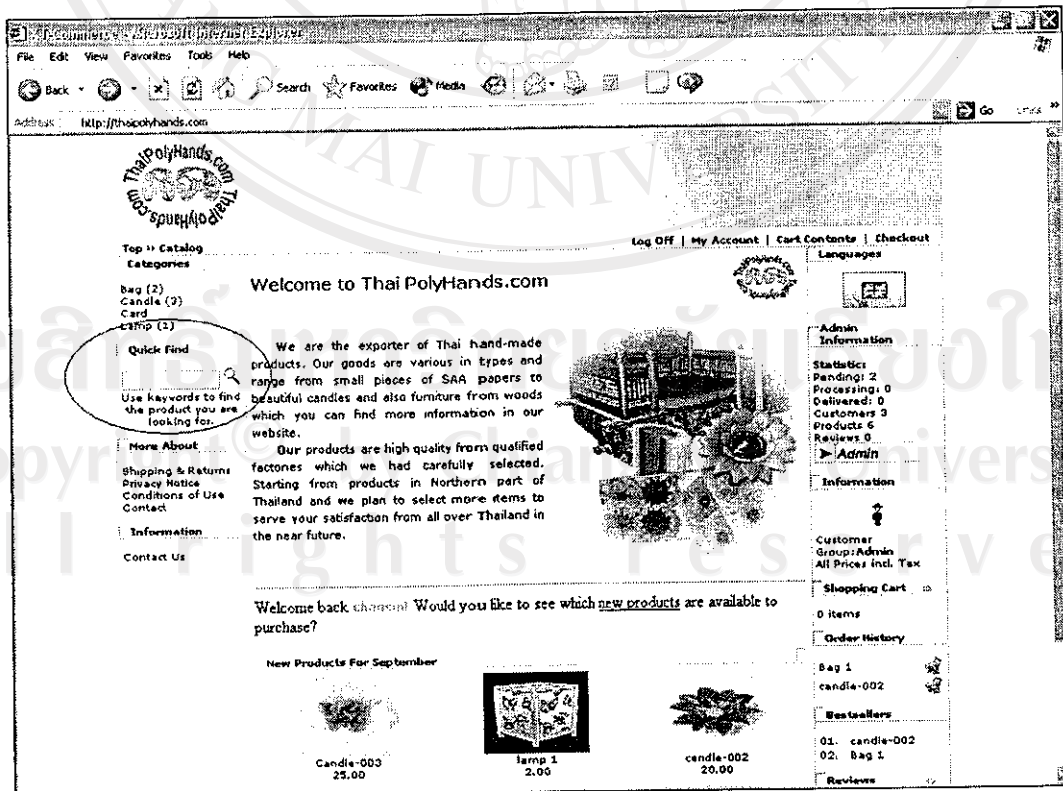 Microsoft Internet Explorer
File Edit View Favorites Tools Help
Back Search Favorites Media
Address http://thaipolyhands.com Go Links »
ThaiPolyHands.com ThaiPolyHands.com
Log Off | My Account | Cart Contents | Checkout
Top » Catalog
Categories
Bag (2)
Candle (3)
Card
Lamp (1)
Quick Find
Use keywords to find
the product you are
looking for.
More About
Shipping & Returns
Privacy Notice
Conditions of Use
Contact
Information
Contact Us
Welcome to Thai PolyHands.com
We are the exporter of Thai hand-made
products. Our goods are various in types and
range from small pieces of SAA papers to
beautiful candles and also furniture from woods
which you can find more information in our
website.
Our products are high quality from qualified
factories which we had carefully selected.
Starting from products in Northern part of
Thailand and we plan to select more items to
serve your satisfaction from all over Thailand in
the near future.
Welcome back Would you like to see which new products are available to
purchase?
New Products For September
Candle-003
25.00
lamp 1
2.00
candle-002
20.00
Languages
Admin
Information
Statistics
Pending: 2
Processing: 0
Delivered: 0
Customers 3
Products 6
Reviews 0
Admin
Information
Customer
Group:Admin
All Prices incl. Tax
Shopping Cart
0 items
Order History
Bag 1
candle-002
Bestsellers
01. candle-002
02. Bag 1
Reviews
MAI UNIVERSIT
rights reserve